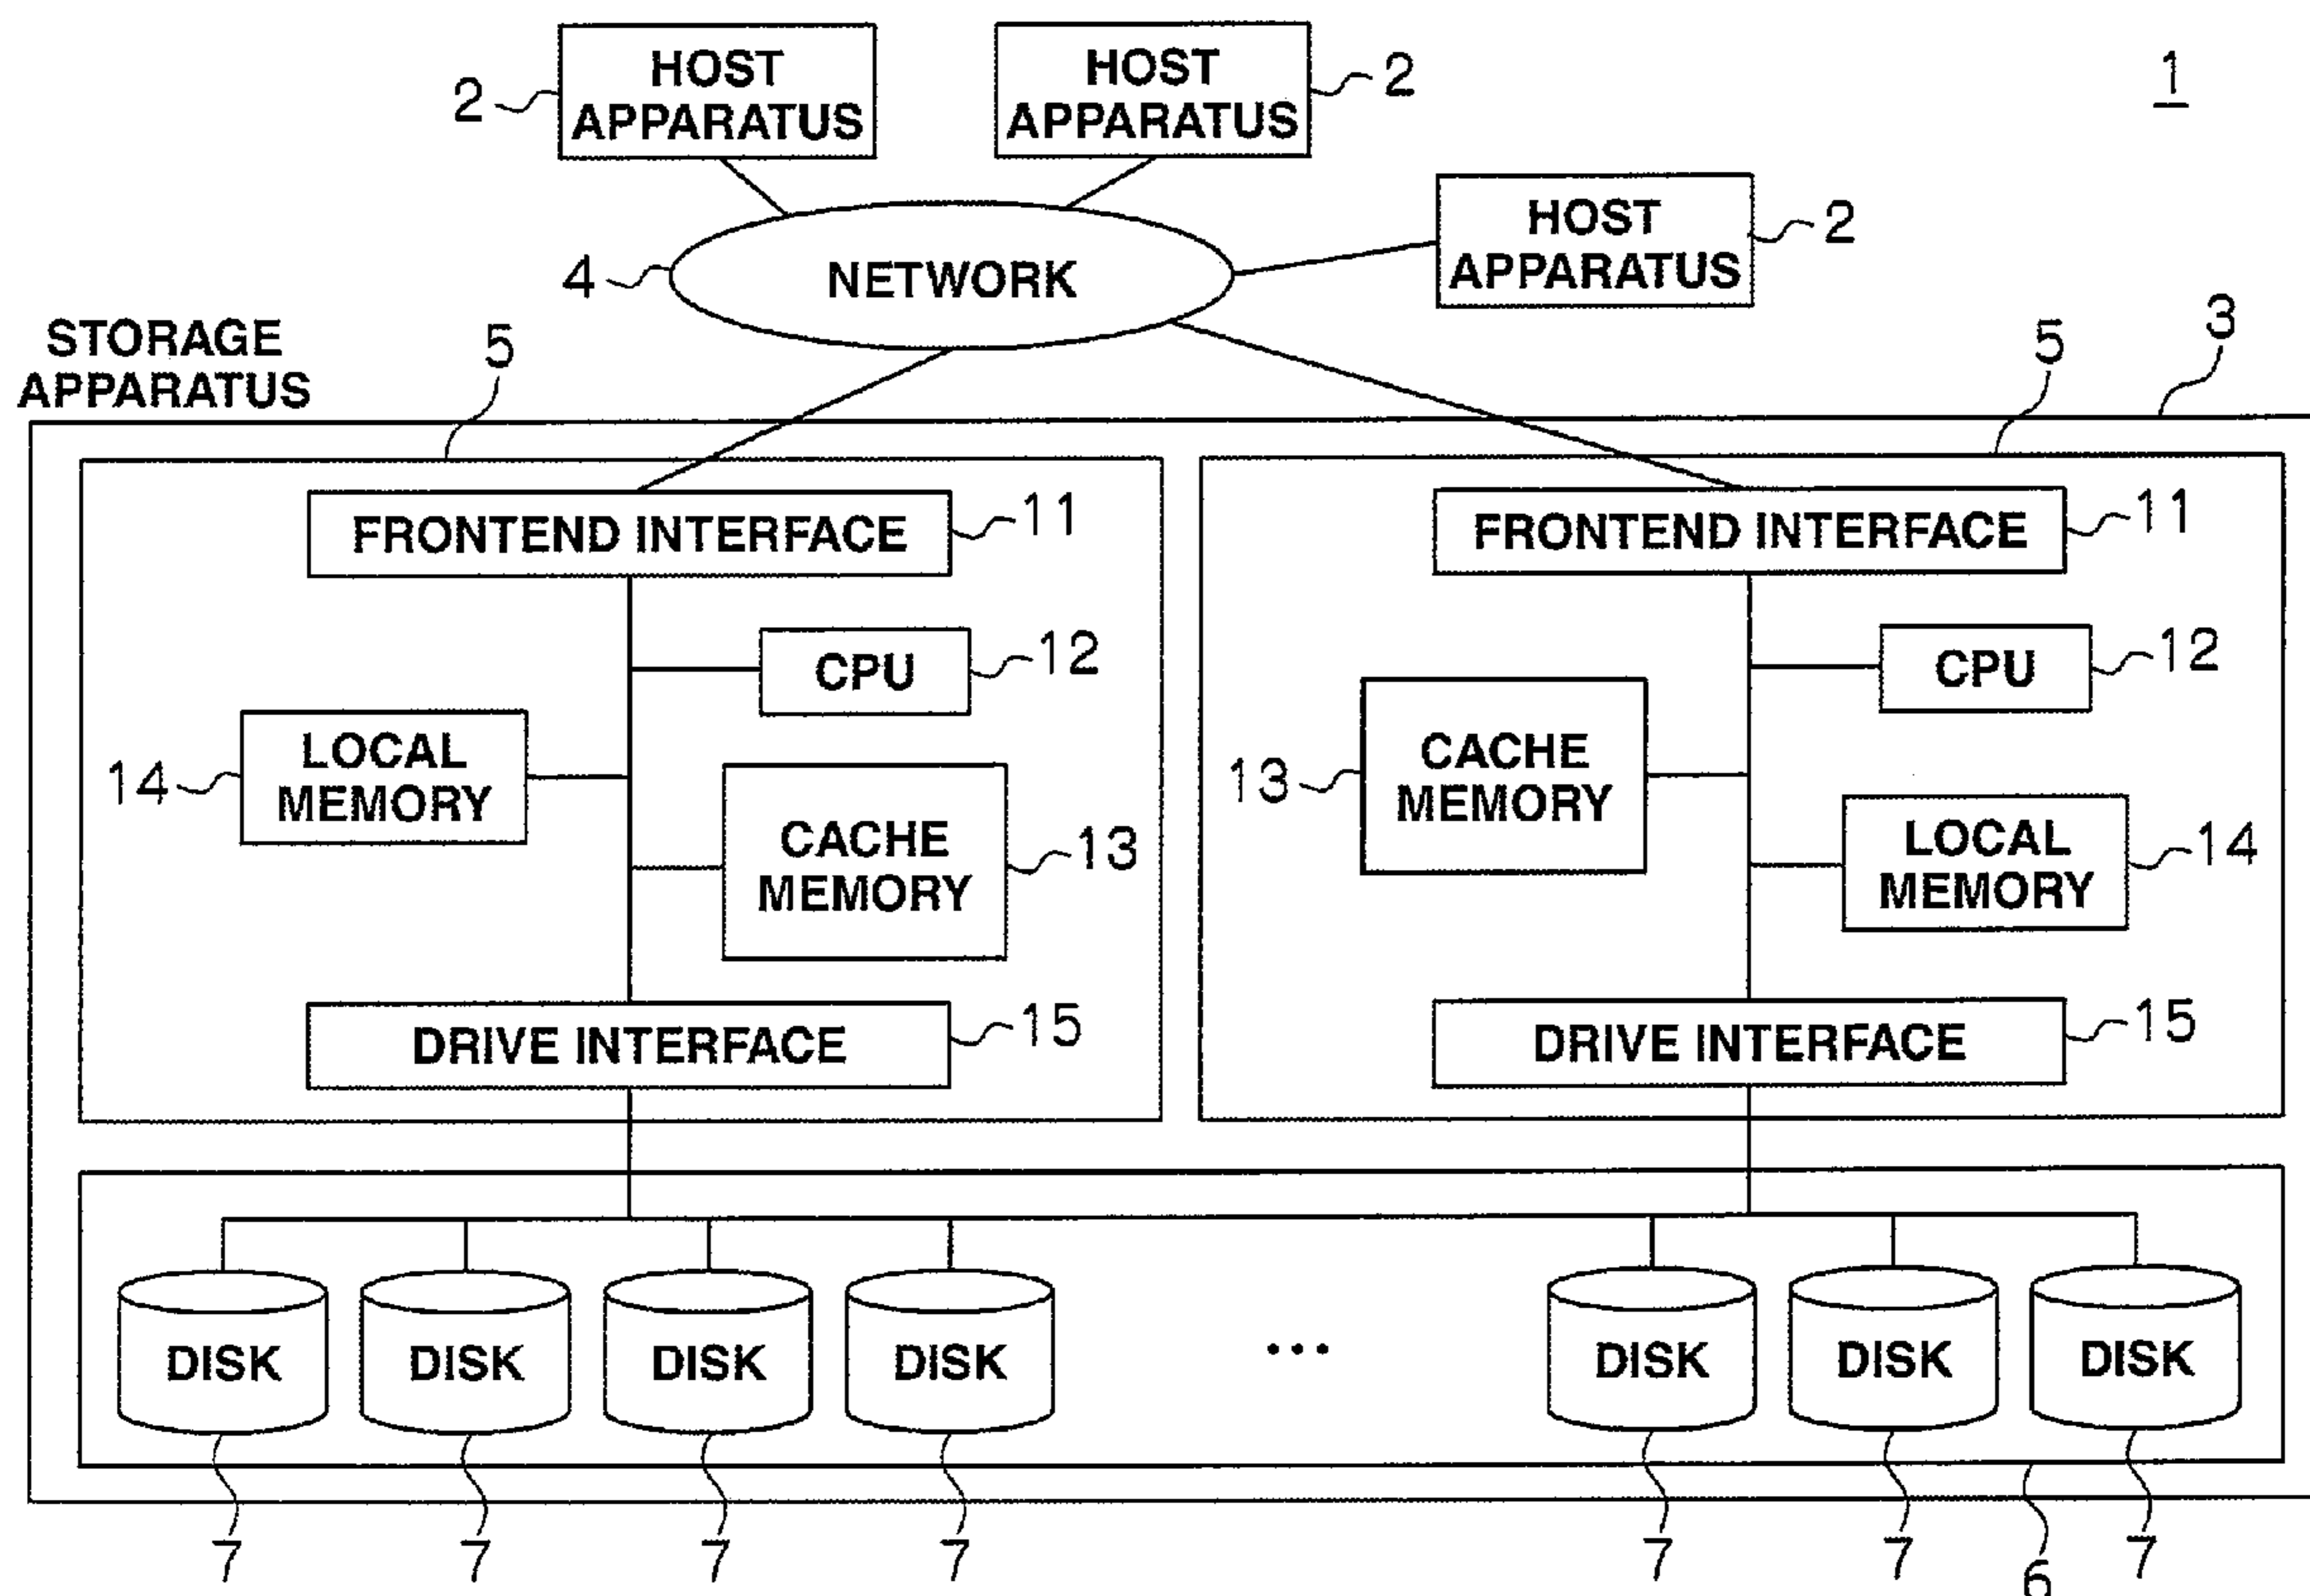 HOST
APPARATUS
2
HOST
APPARATUS
2
1
HOST
APPARATUS
2
4
NETWORK
STORAGE
APPARATUS
5
5
3
FRONTEND INTERFACE
11
FRONTEND INTERFACE
11
CPU
12
CPU
12
14
LOCAL
MEMORY
13
CACHE
MEMORY
CACHE
MEMORY
13
LOCAL
MEMORY
14
DRIVE INTERFACE
15
DRIVE INTERFACE
15
DISK
DISK
DISK
DISK
...
DISK
DISK
DISK
7
7
7
7
7
7
6
7